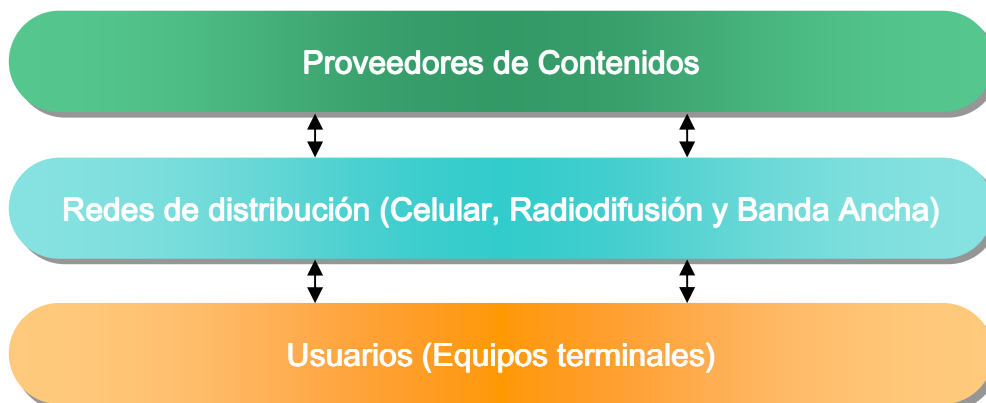 Proveedores de Contenidos
Redes de distribución (Celular, Radiodifusión y Banda Ancha)
Usuarios (Equipos terminales)